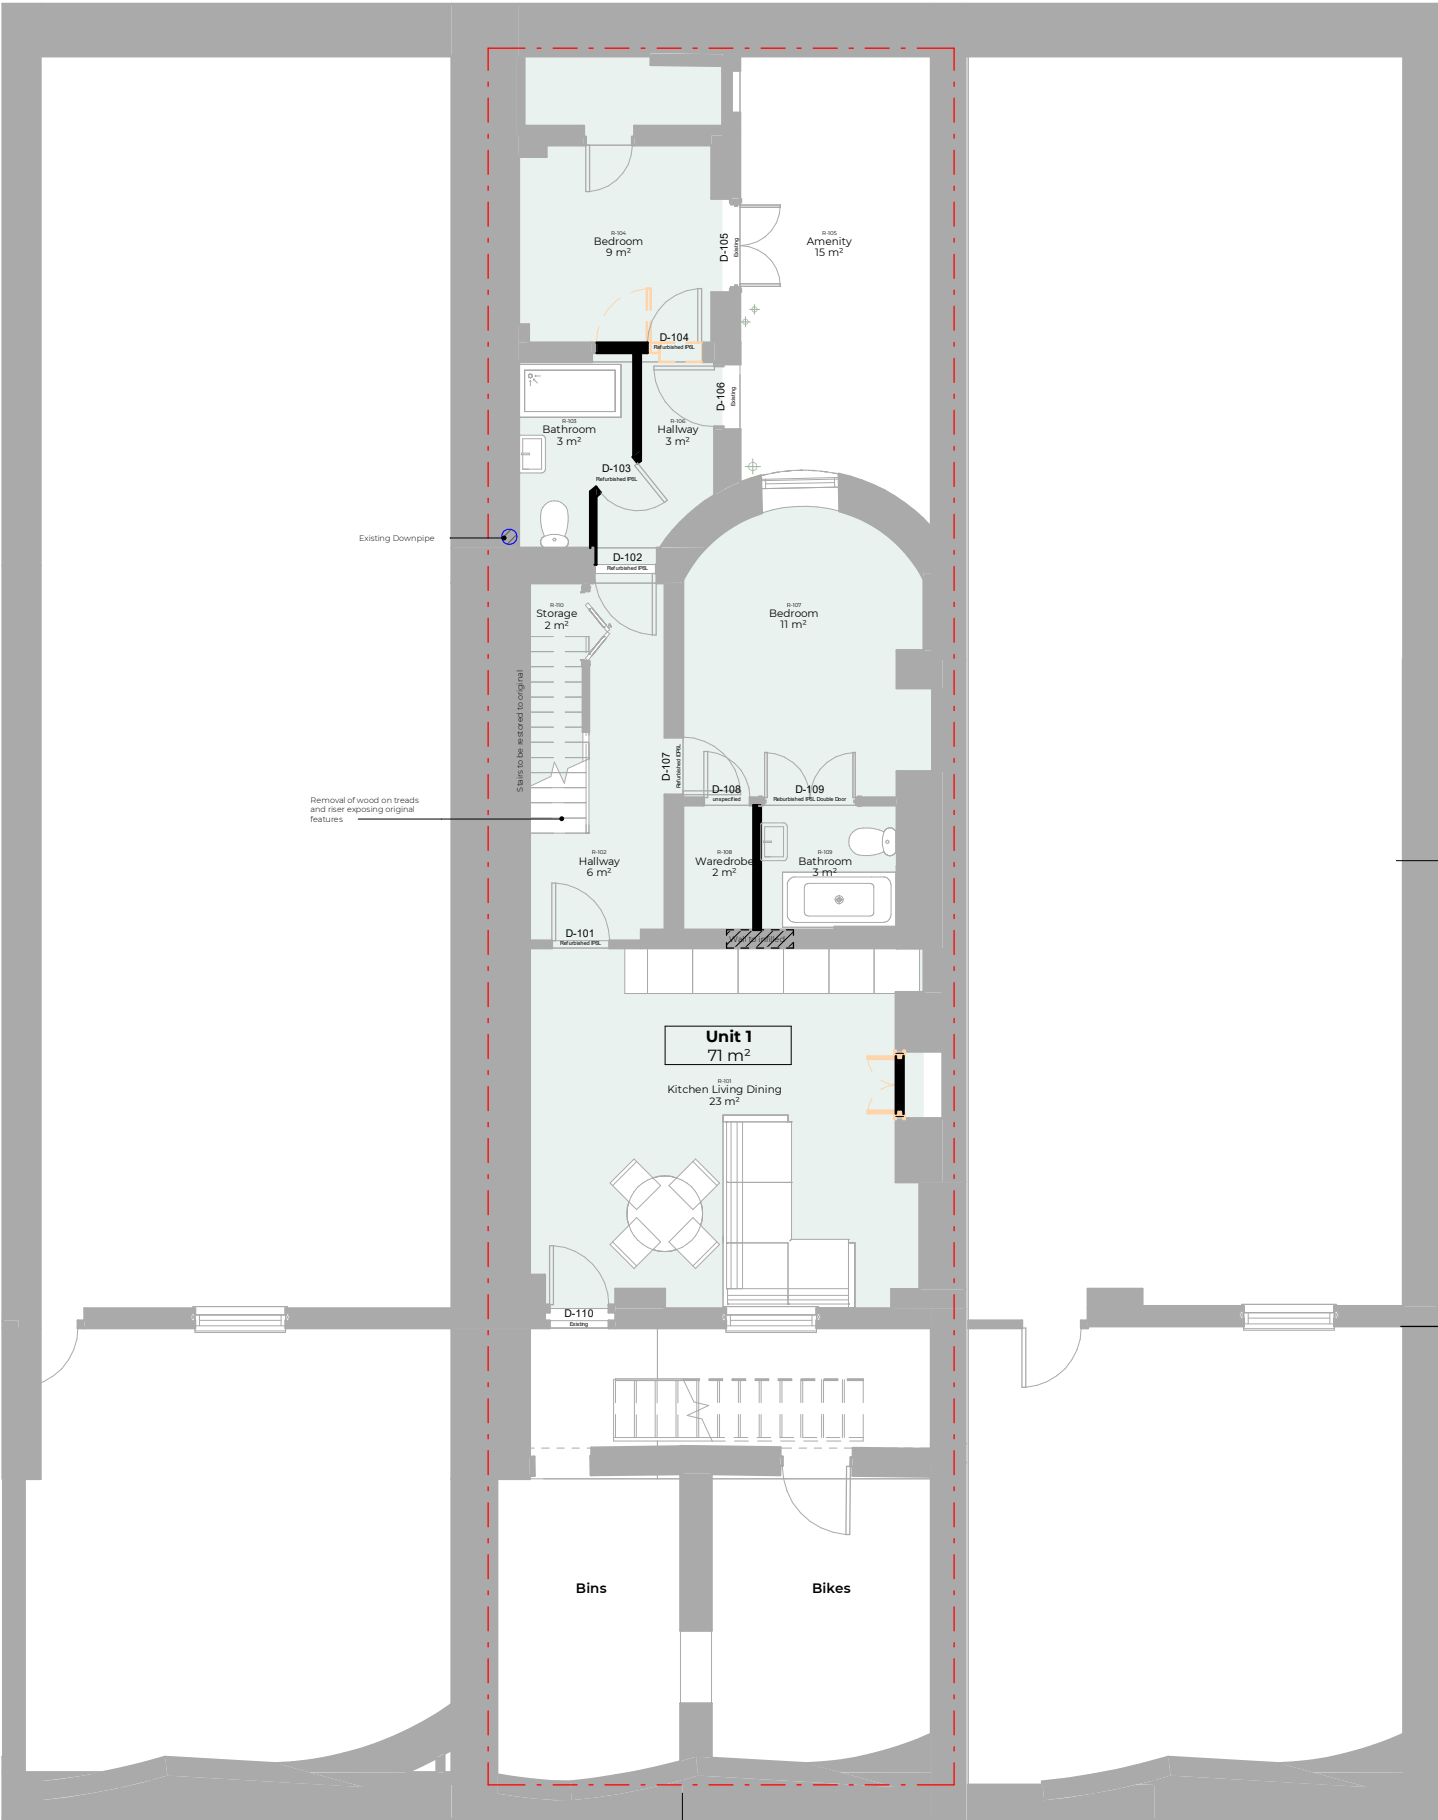 R-104
Bedroom
9 m²
D-105
Existing
R-105
Amenity
15 m²
D-104
Refurbished IPSL
D-106
Existing
R-103
Bathroom
3 m²
R-106
Hallway
3 m²
D-103
Refurbished IPSL
Existing Downpipe
D-102
Refurbished IPSL
R-110
Storage
2 m²
R-107
Bedroom
11 m²
Stairs to be restored to original
D-107
Refurbished IPSL
D-108
unspecified
D-109
Reburbished IPSL Double Door
Removal of wood on treads
and riser exposing original
features
R-102
Hallway
6 m²
R-108
Waredrobe
2 m²
R-109
Bathroom
3 m²
D-101
Refurbished IPSL
Wall to infilled
Unit 1
71 m²
R-101
Kitchen Living Dining
23 m²
D-110
Existing
Bins
Bikes